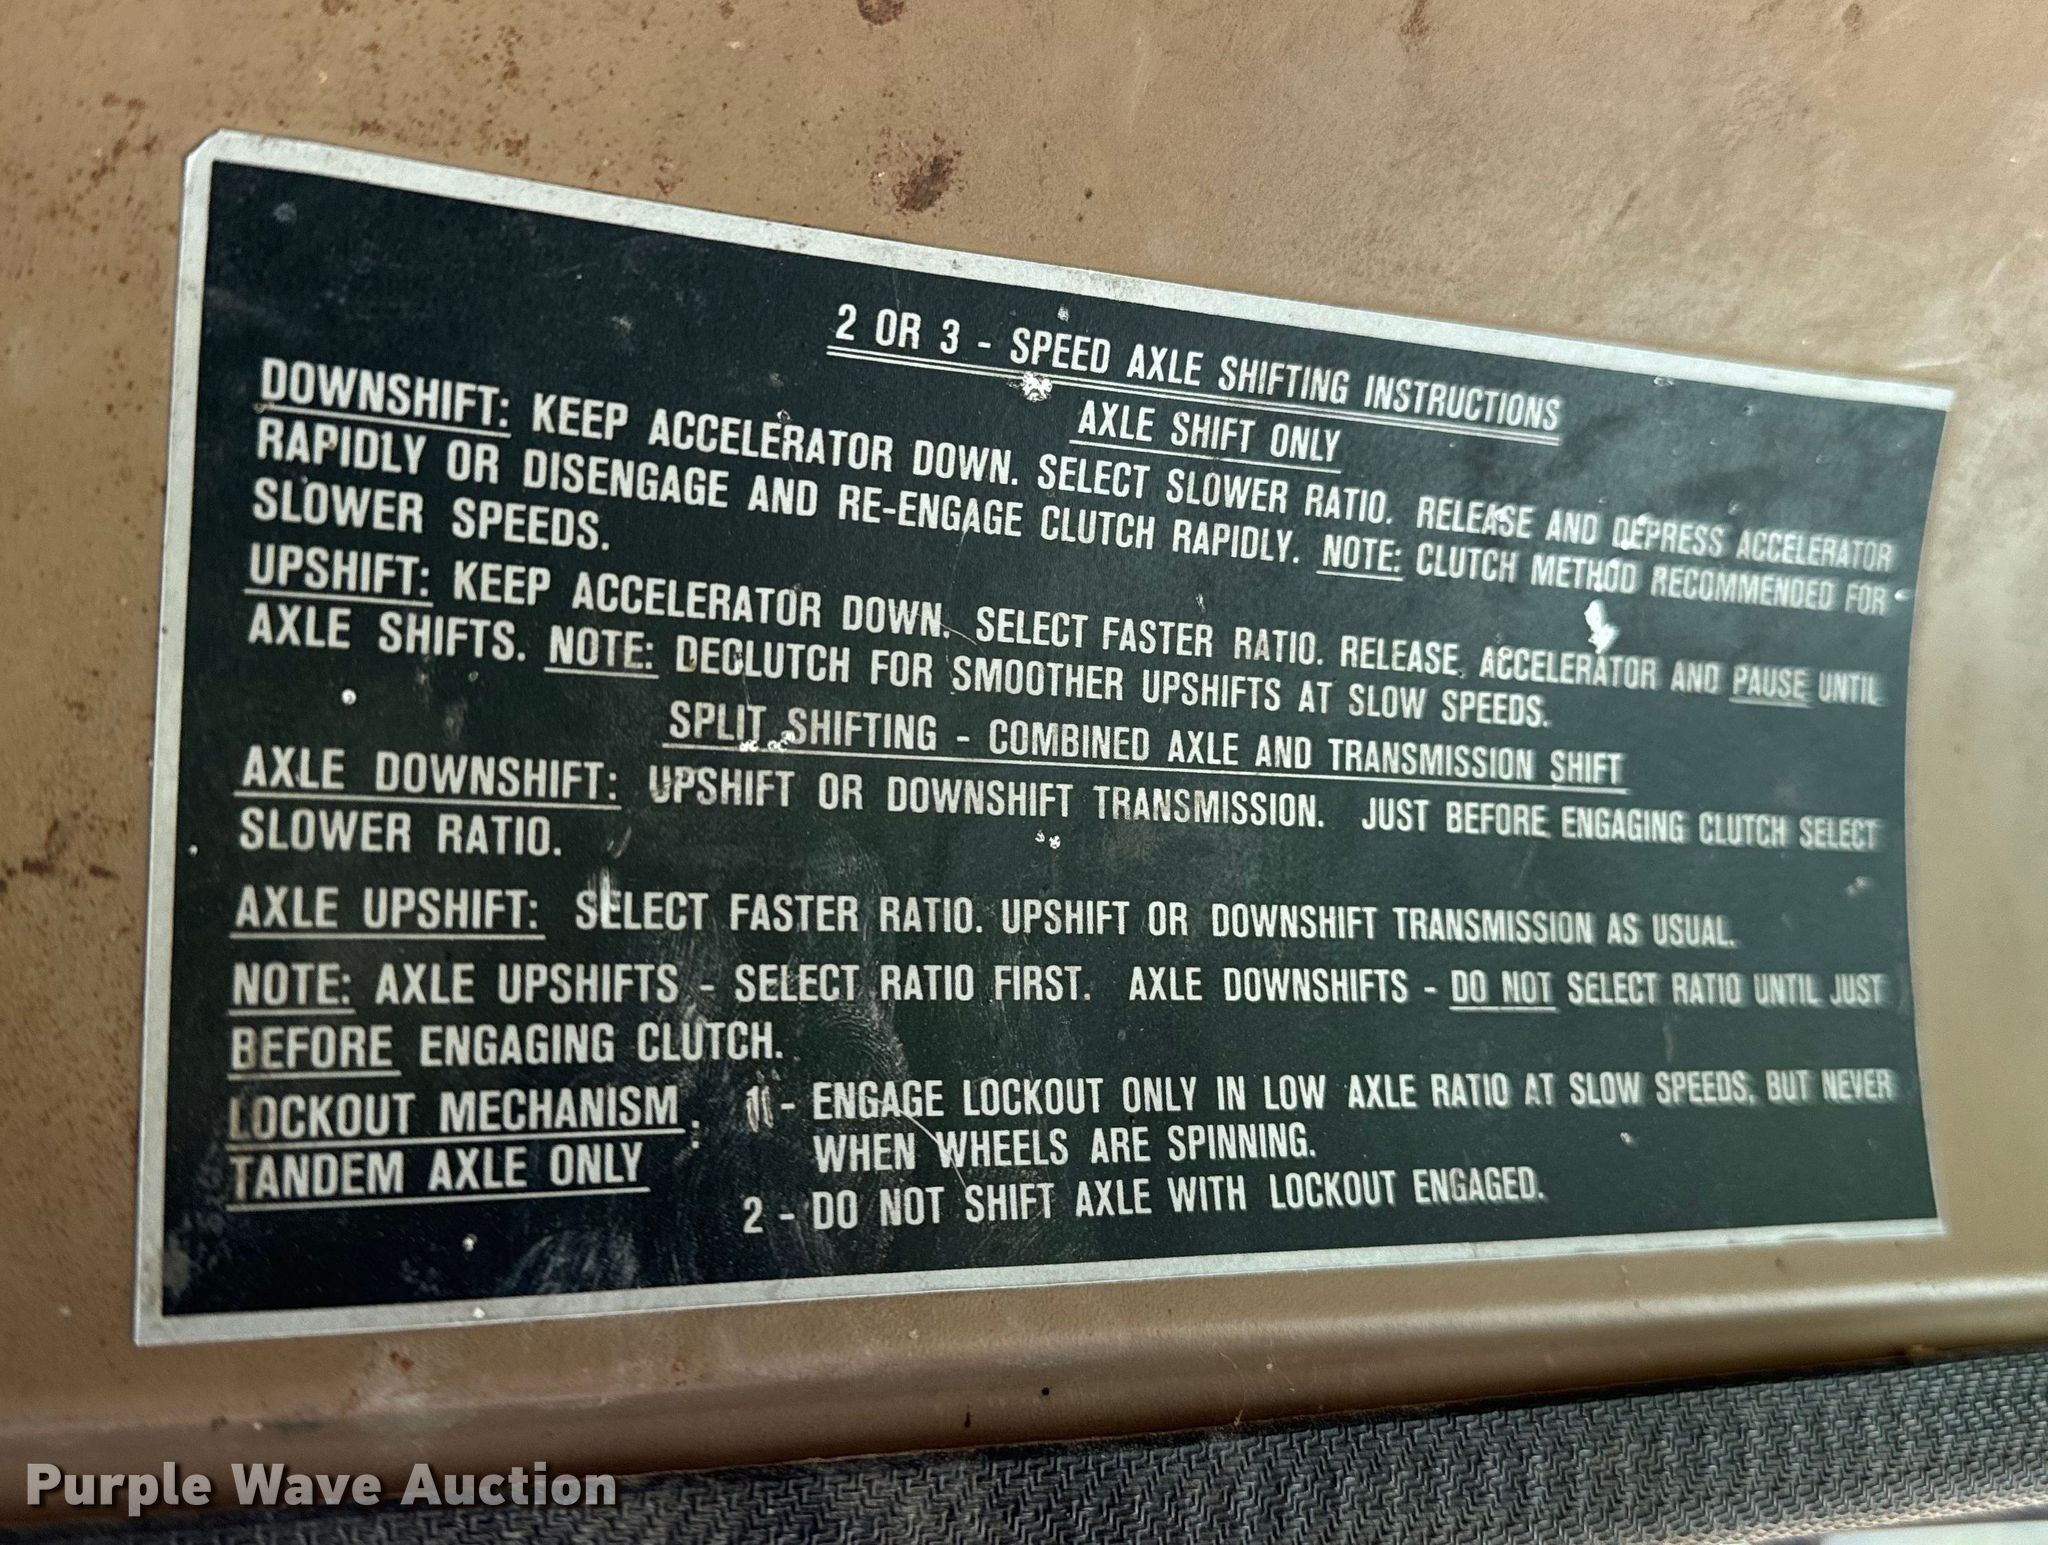 2 OR 3 - SPEED AXLE SHIFTING INSTRUCTIONS
AXLE SHIFT ONLY
DOWNSHIFT: KEEP ACCELERATOR DOWN. SELECT SLOWER RATIO. RELEASE AND DEPRESS ACCELERATOR
RAPIDLY OR DISENGAGE AND RE-ENGAGE CLUTCH RAPIDLY. NOTE: CLUTCH METHOD RECOMMENDED FOR
SLOWER SPEEDS.
UPSHIFT: KEEP ACCELERATOR DOWN. SELECT FASTER RATIO. RELEASE ACCELERATOR AND PAUSE UNTIL
AXLE SHIFTS. NOTE: DECLUTCH FOR SMOOTHER UPSHIFTS AT SLOW SPEEDS.
SPLIT SHIFTING - COMBINED AXLE AND TRANSMISSION SHIFT
AXLE DOWNSHIFT: UPSHIFT OR DOWNSHIFT TRANSMISSION. JUST BEFORE ENGAGING CLUTCH SELECT
SLOWER RATIO.
AXLE UPSHIFT: SELECT FASTER RATIO. UPSHIFT OR DOWNSHIFT TRANSMISSION AS USUAL.
NOTE: AXLE UPSHIFTS - SELECT RATIO FIRST. AXLE DOWNSHIFTS - DO NOT SELECT RATIO UNTIL JUST
BEFORE ENGAGING CLUTCH.
LOCKOUT MECHANISM : 1 - ENGAGE LOCKOUT ONLY IN LOW AXLE RATIO AT SLOW SPEEDS, BUT NEVER
TANDEM AXLE ONLY WHEN WHEELS ARE SPINNING.
2 - DO NOT SHIFT AXLE WITH LOCKOUT ENGAGED.
Purple Wave Auction